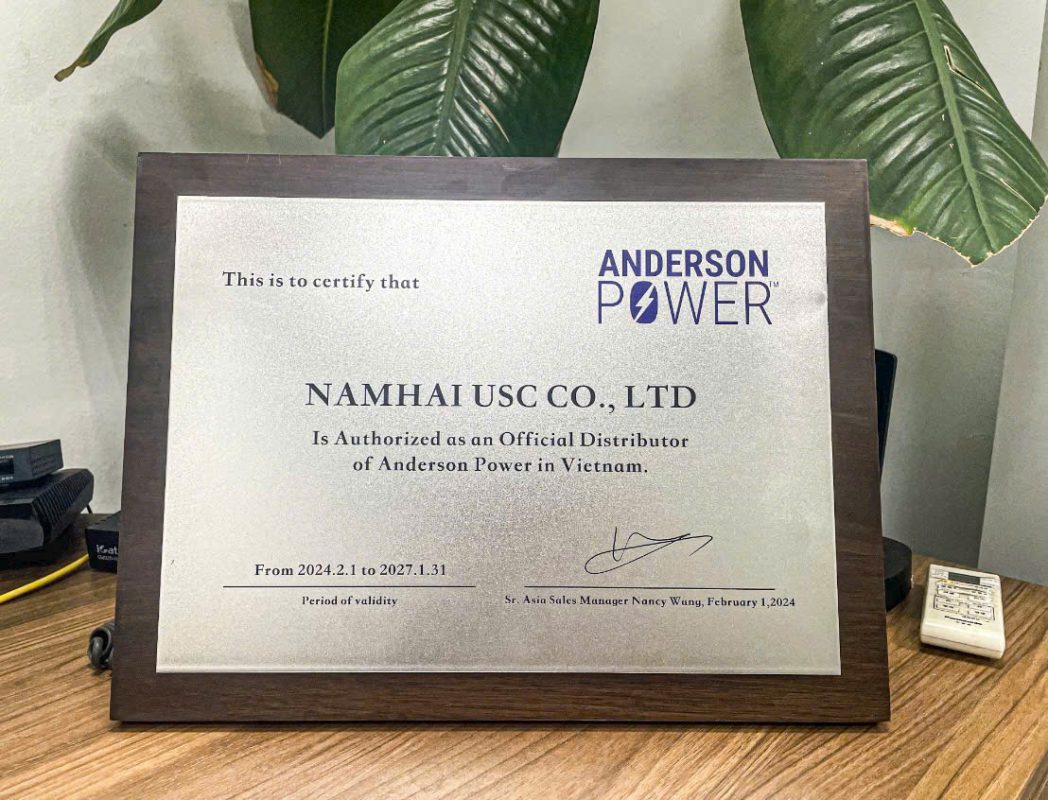 This is to certify that
ANDERSON
POWER™
NAMHAI USC CO., LTD
Is Authorized as an Official Distributor
of Anderson Power in Vietnam.
From 2024.2.1 to 2027.1.31
Period of validity
Sr. Asia Sales Manager Nancy Wang, February 1,2024